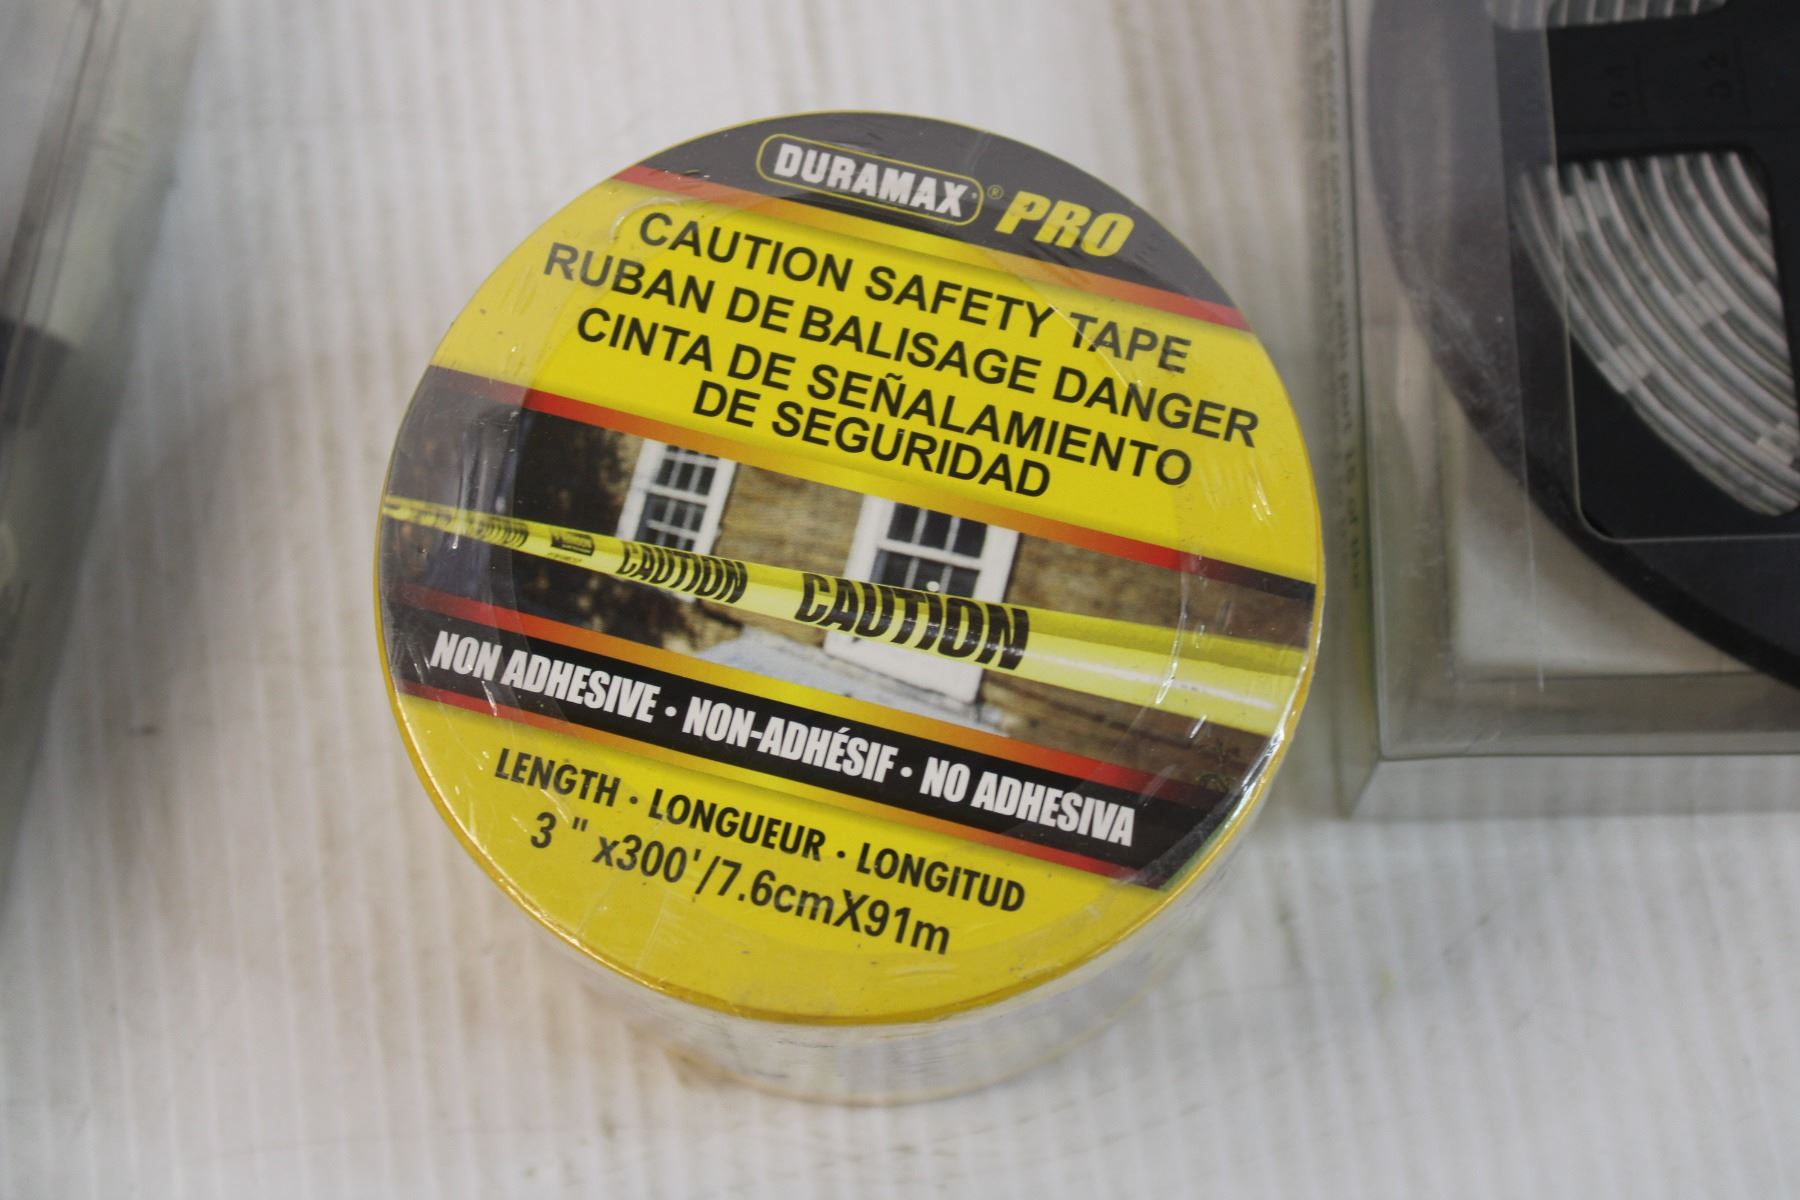 DURAMAX® PRO
CAUTION SAFETY TAPE
RUBAN DE BALISAGE DANGER
CINTA DE SEÑALAMIENTO
DE SEGURIDAD
CAUTION CAUTION CAUTION
NON ADHESIVE • NON-ADHÉSIF • NO ADHESIVA
LENGTH • LONGUEUR • LONGITUD
3 " x300'/7.6cmX91m